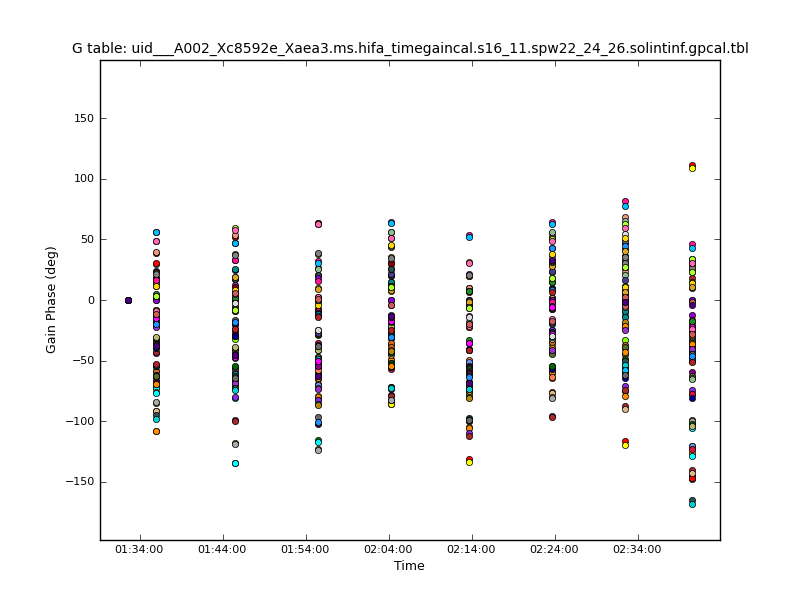 G table: uid___A002_Xc8592e_Xaea3.ms.hifa_timegaincal.s16_11.spw22_24_26.solintinf.gpcal.tbl
Gain Phase (deg)
150
100
50
0
−50
−100
−150
01:34:00 01:44:00 01:54:00 02:04:00 02:14:00 02:24:00 02:34:00
Time